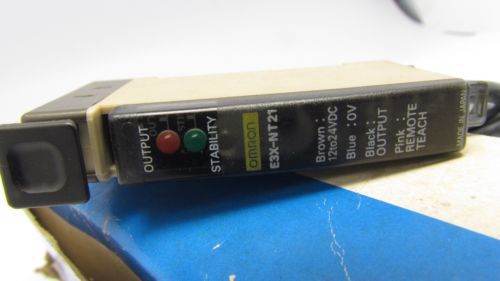 OUTPUT
STABILITY
OMRON
E3X-NT21
Brown :
12to24VDC
Blue : 0V
Black :
OUTPUT
Pink :
REMOTE
TEACH
MADE IN JAPAN